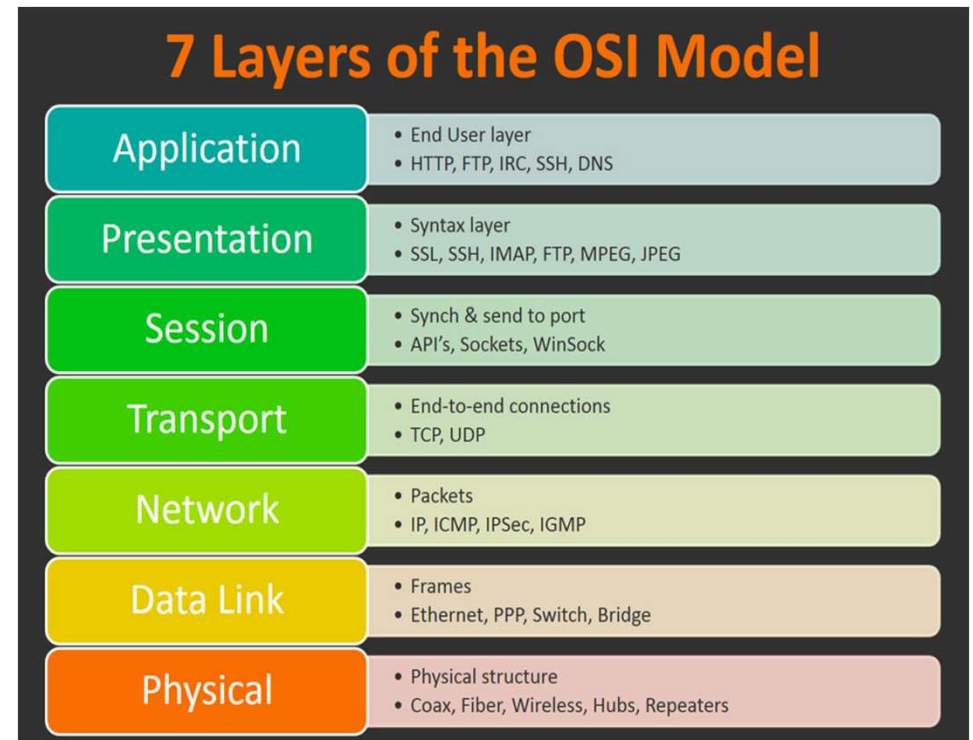 7 Layers of the OSI Model
Application
• End User layer
• HTTP, FTP, IRC, SSH, DNS
Presentation
• Syntax layer
• SSL, SSH, IMAP, FTP, MPEG, JPEG
Session
• Synch & send to port
• API's, Sockets, WinSock
Transport
• End-to-end connections
• TCP, UDP
Network
• Packets
• IP, ICMP, IPSec, IGMP
Data Link
• Frames
• Ethernet, PPP, Switch, Bridge
Physical
• Physical structure
• Coax, Fiber, Wireless, Hubs, Repeaters